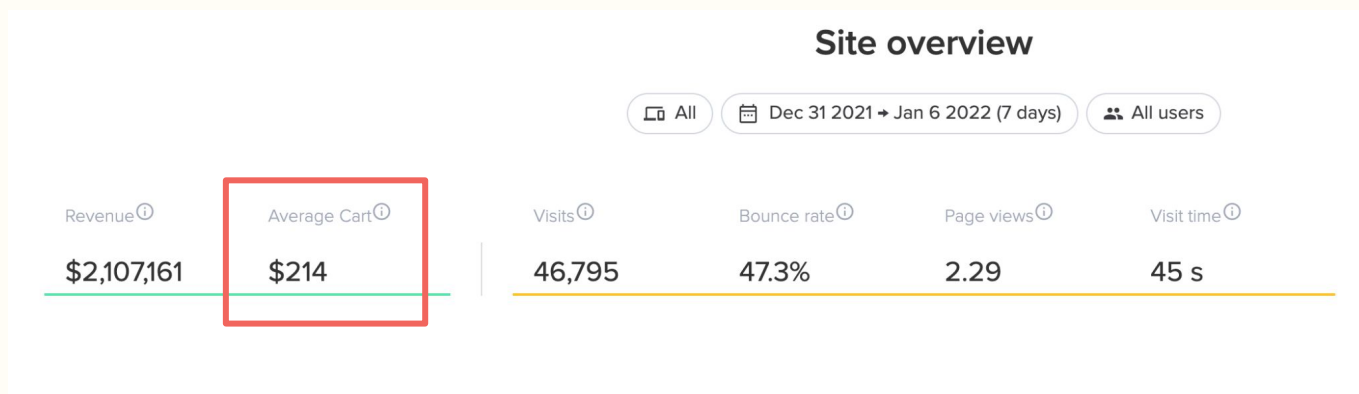 Site overview
All Dec 31 2021 → Jan 6 2022 (7 days) All users
Revenue Average Cart Visits Bounce rate Page views Visit time
$2,107,161 $214 46,795 47.3% 2.29 45 s